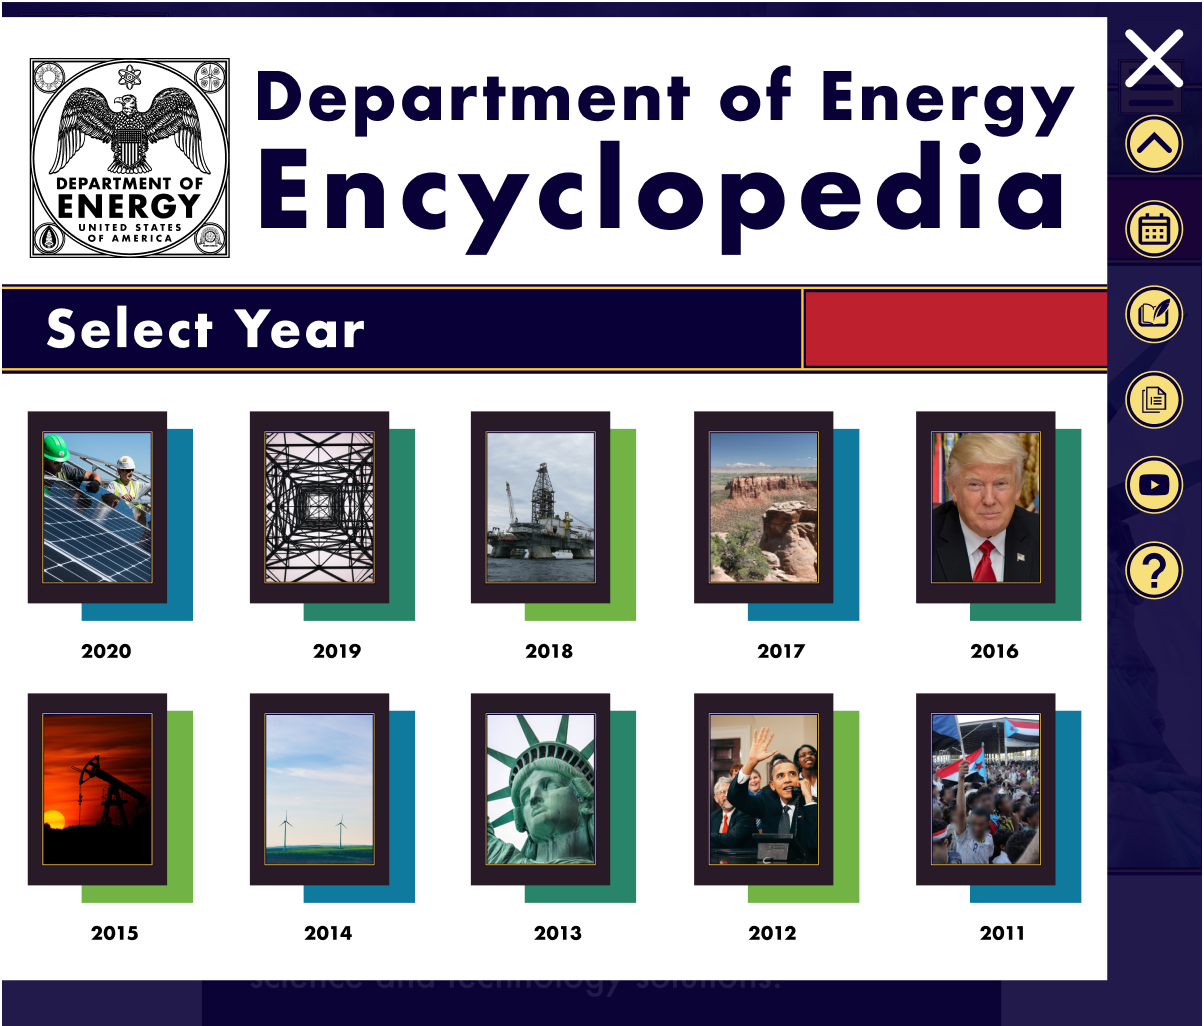 Department of Energy
Encyclopedia
DEPARTMENT OF
ENERGY
UNITED STATES
OF AMERICA
Select Year
2020
2019
2018
2017
2016
2015
2014
2013
2012
2011
science and technology solutions.